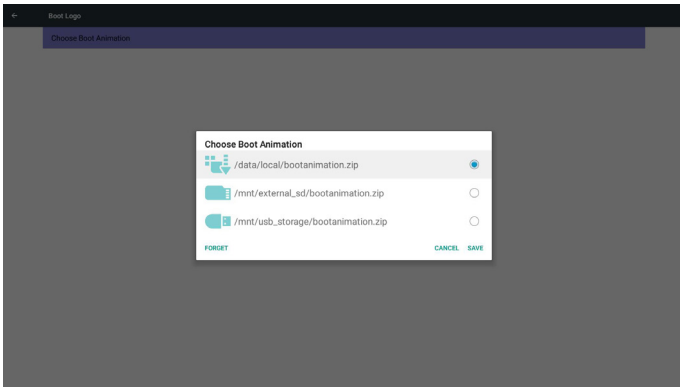 Boot Logo
Choose Boot Animation
Choose Boot Animation
/data/local/bootanimation.zip
/mnt/external_sd/bootanimation.zip
/mnt/usb_storage/bootanimation.zip
FORGET CANCEL SAVE